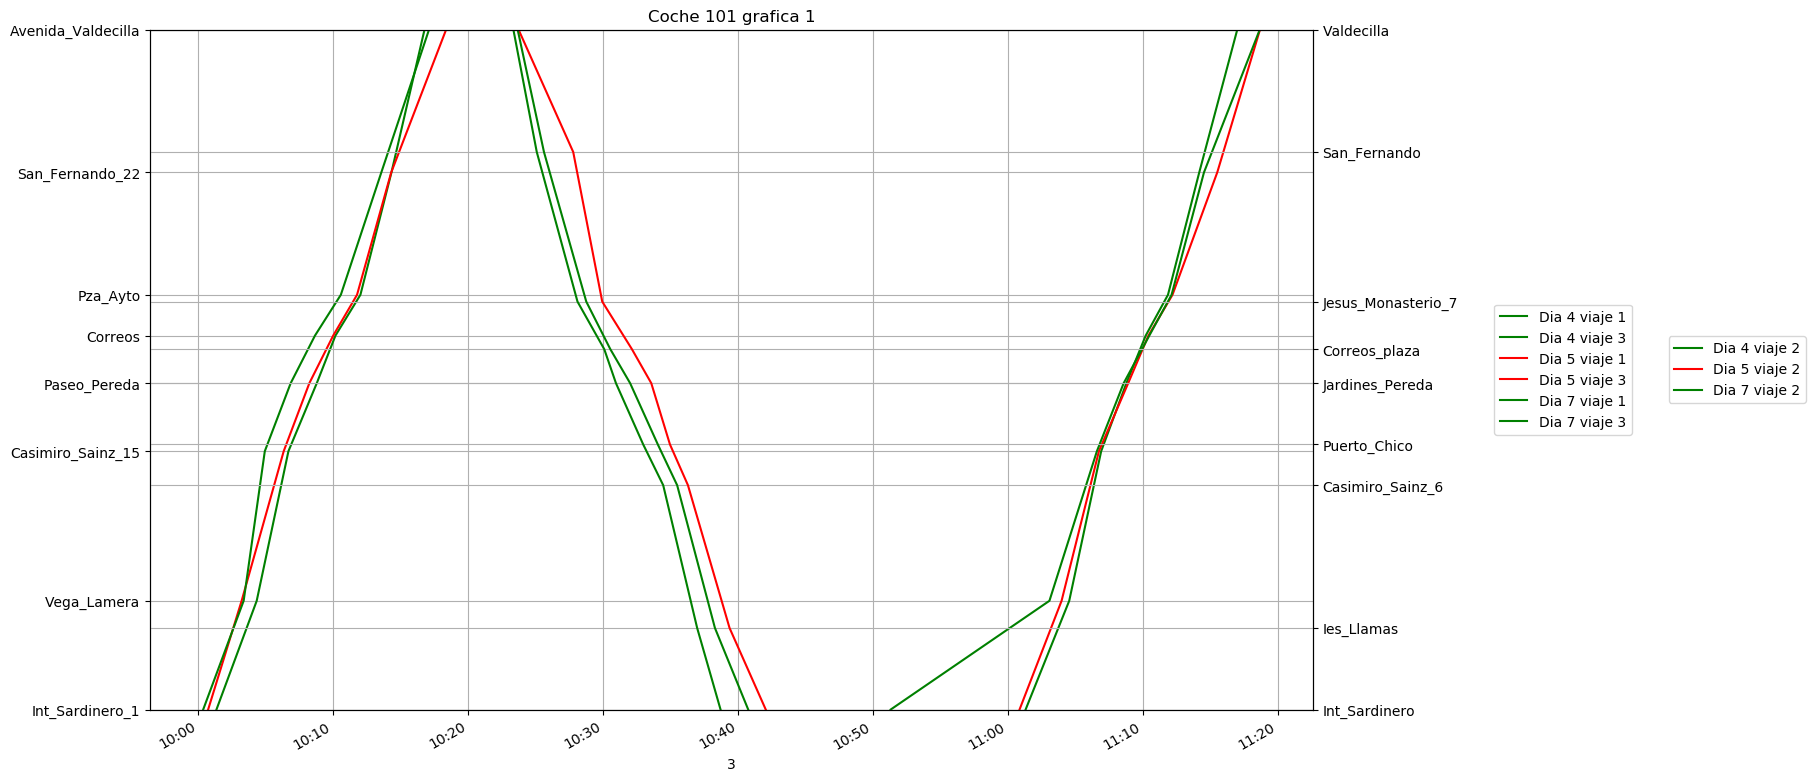 Coche 101 grafica 1
Avenida_Valdecilla
San_Fernando_22
Pza_Ayto
Correos
Paseo_Pereda
Casimiro_Sainz_15
Vega_Lamera
Int_Sardinero_1
Valdecilla
San_Fernando
Jesus_Monasterio_7
Correos_plaza
Jardines_Pereda
Puerto_Chico
Casimiro_Sainz_6
Ies_Llamas
Int_Sardinero
10:00
10:10
10:20
10:30
10:40
10:50
11:00
11:10
11:20
3
Dia 4 viaje 1
Dia 4 viaje 3
Dia 5 viaje 1
Dia 5 viaje 3
Dia 7 viaje 1
Dia 7 viaje 3
Dia 4 viaje 2
Dia 5 viaje 2
Dia 7 viaje 2